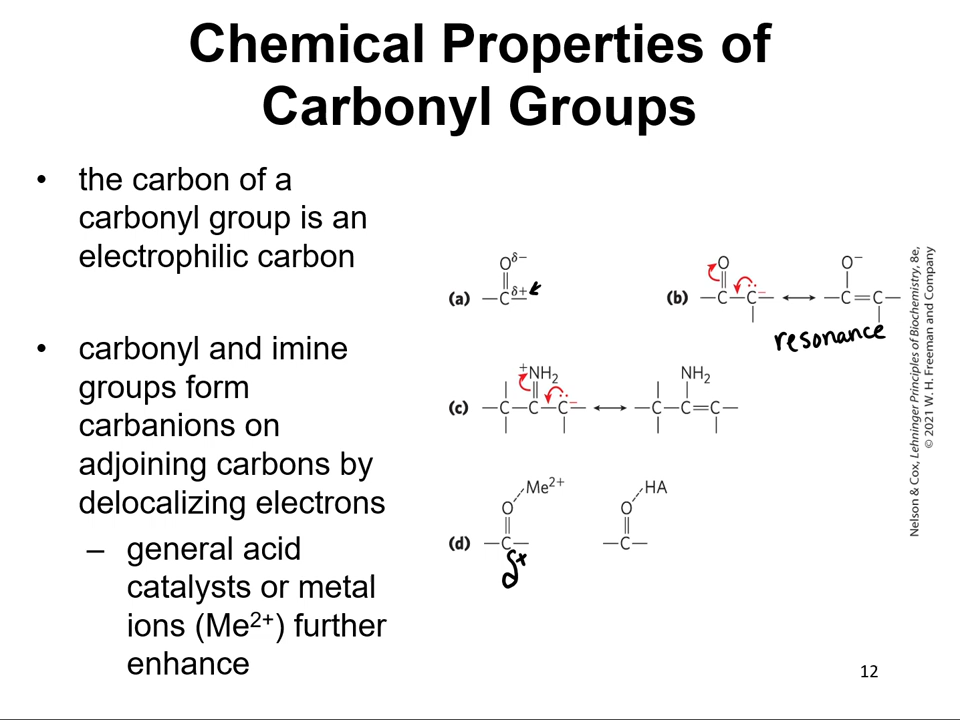 Chemical Properties of
Carbonyl Groups
• the carbon of a
carbonyl group is an
electrophilic carbon
• carbonyl and imine
groups form
carbanions on
adjoining carbons by
delocalizing electrons
– general acid
catalysts or metal
ions (Me²⁺) further
enhance
(a) O δ− C δ+
(b) O C C − ⟷ O− C C
resonance
(c) +NH₂ C C C − ⟷ NH₂ C C C
(d) Me²⁺ O C HA O C
δ+
Nelson & Cox, Lehninger Principles of Biochemistry, 8e,
© 2021 W. H. Freeman and Company
12